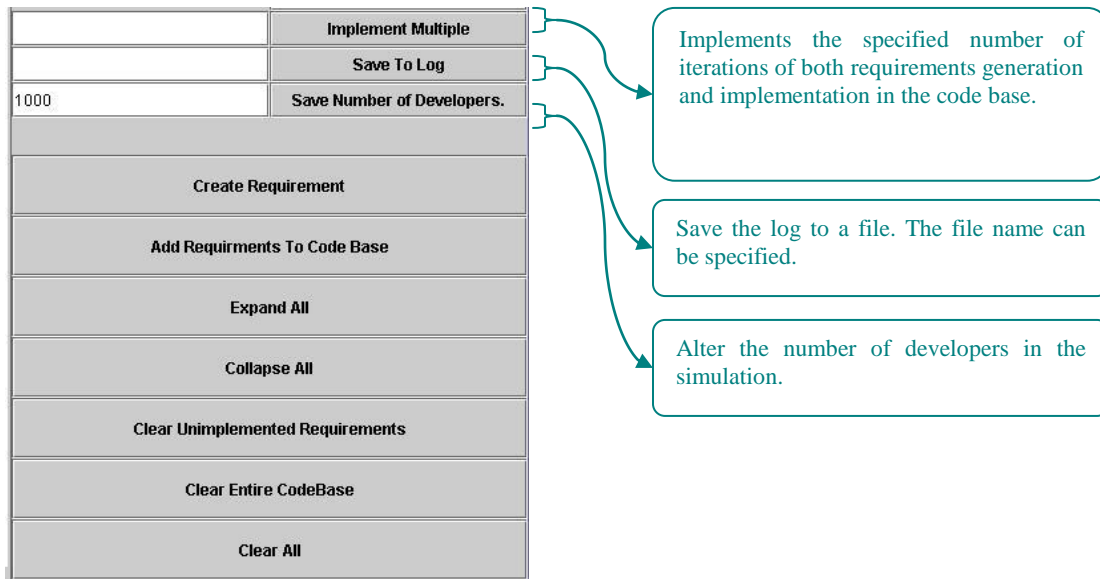 Implement Multiple
Save To Log
1000
Save Number of Developers.
Create Requirement
Add Requirments To Code Base
Expand All
Collapse All
Clear Unimplemented Requirements
Clear Entire CodeBase
Clear All
Implements the specified number of
iterations of both requirements generation
and implementation in the code base.
Save the log to a file. The file name can
be specified.
Alter the number of developers in the
simulation.